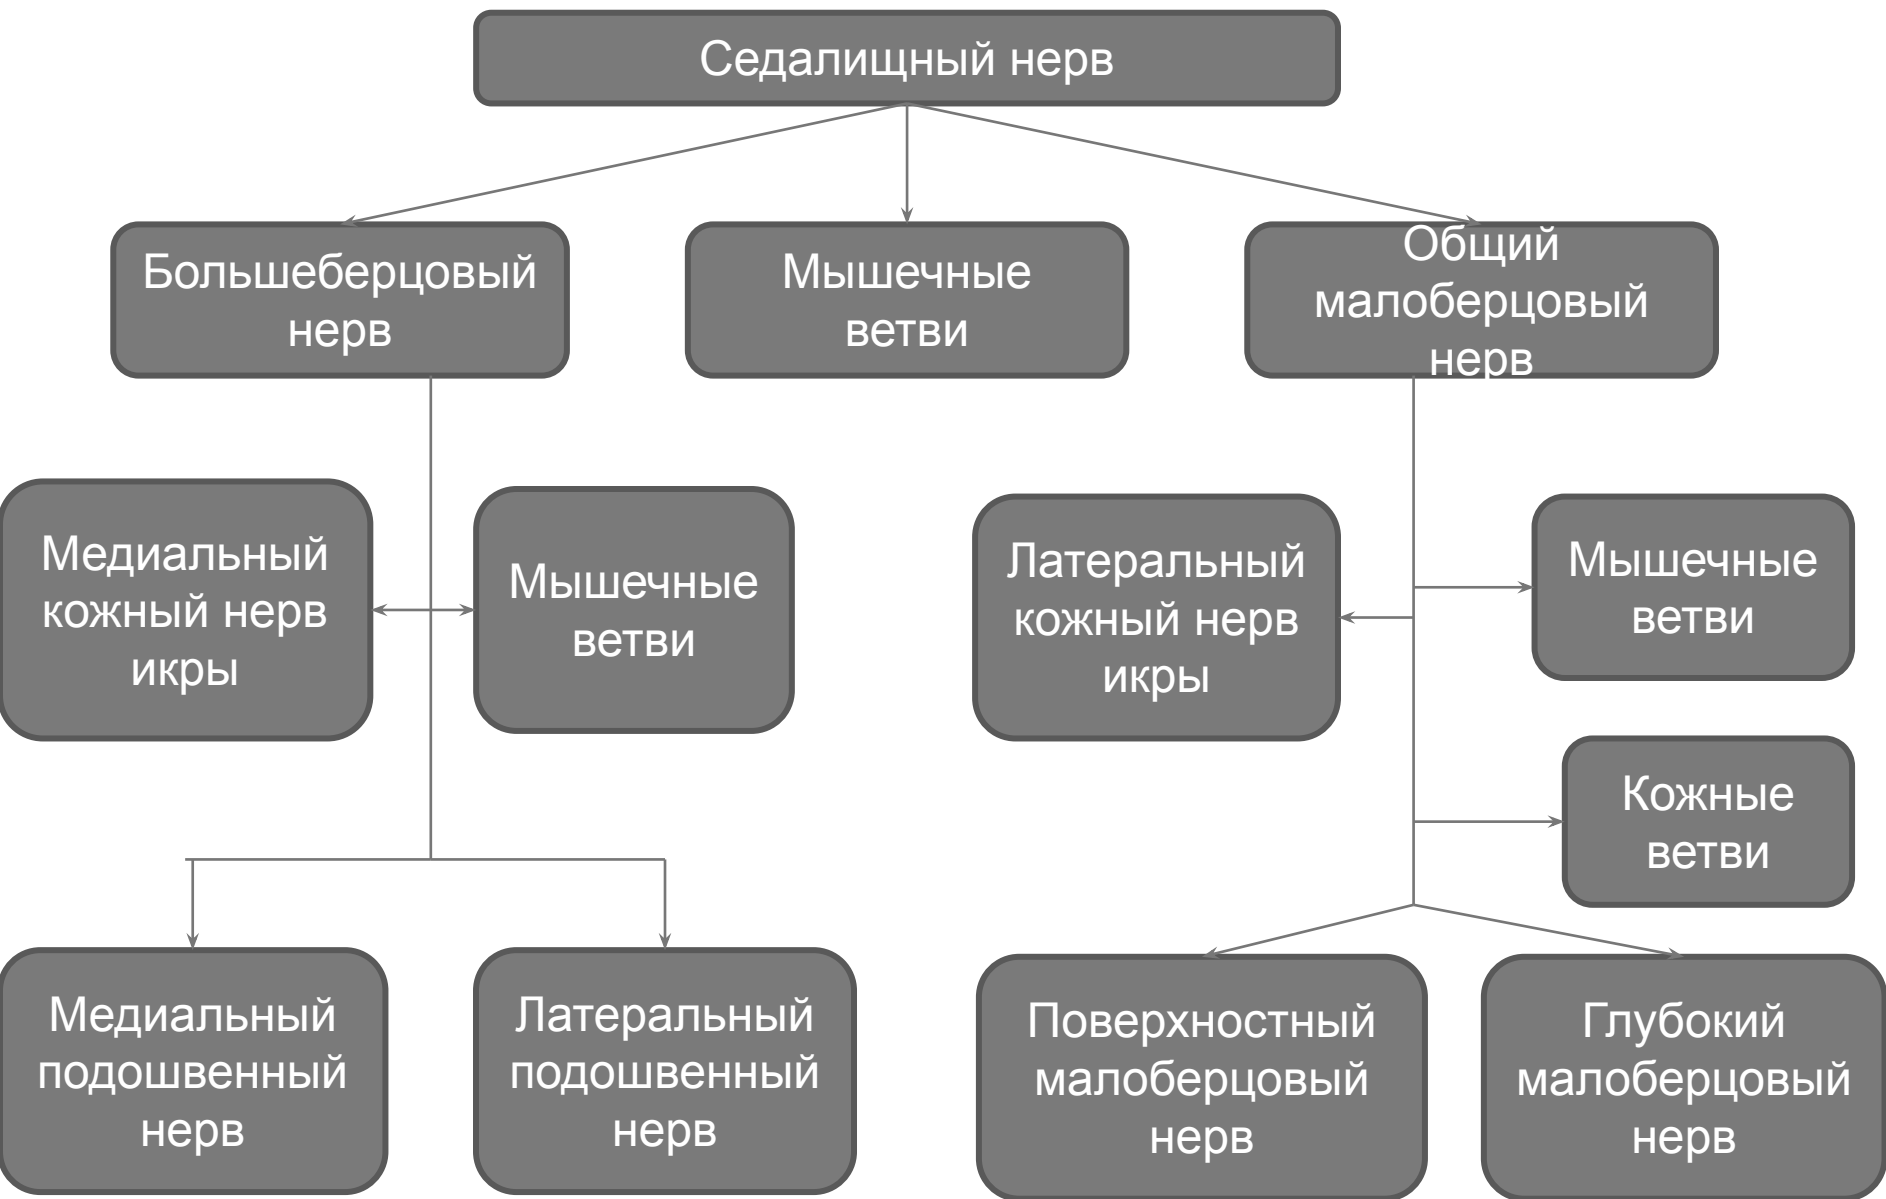 Седалищный нерв
Большеберцовый
нерв
Мышечные
ветви
Общий
малоберцовый
нерв
Медиальный
кожный нерв
икры
Мышечные
ветви
Латеральный
кожный нерв
икры
Мышечные
ветви
Кожные
ветви
Медиальный
подошвенный
нерв
Латеральный
подошвенный
нерв
Поверхностный
малоберцовый
нерв
Глубокий
малоберцовый
нерв